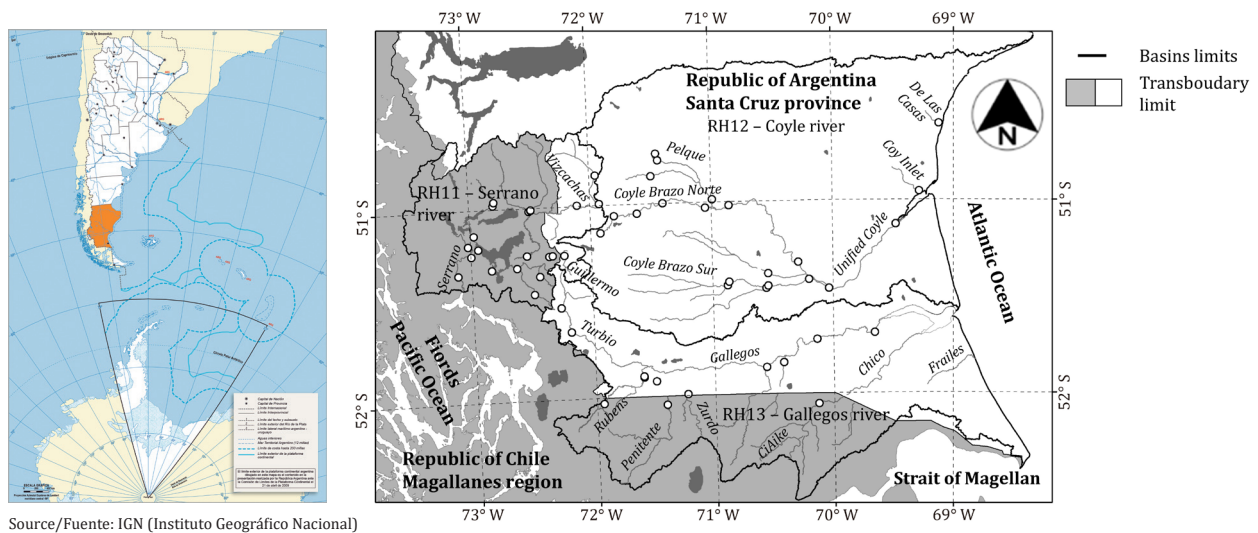 73° W
72° W
71° W
70° W
69° W
Republic of Argentina
Santa Cruz province
RH12 – Coyle river
De Las
Casas
Pelque
Coy Inlet
Vizcachas
Coyle Brazo Norte
RH11 – Serrano
river
51° S
51° S
Serrano
Guillermo
Coyle Brazo Sur
Unified Coyle
Atlantic Ocean
Turbio
Gallegos
Chico
Frailes
Fiords
Pacific Ocean
52° S
52° S
Rubens
Penitente
Zurdo
CiAike
RH13 – Gallegos river
Republic of Chile
Magallanes region
Strait of Magellan
73° W
72° W
71° W
70° W
69° W
N
Basins limits
Transboudary
limit
Source/Fuente: IGN (Instituto Geográfico Nacional)